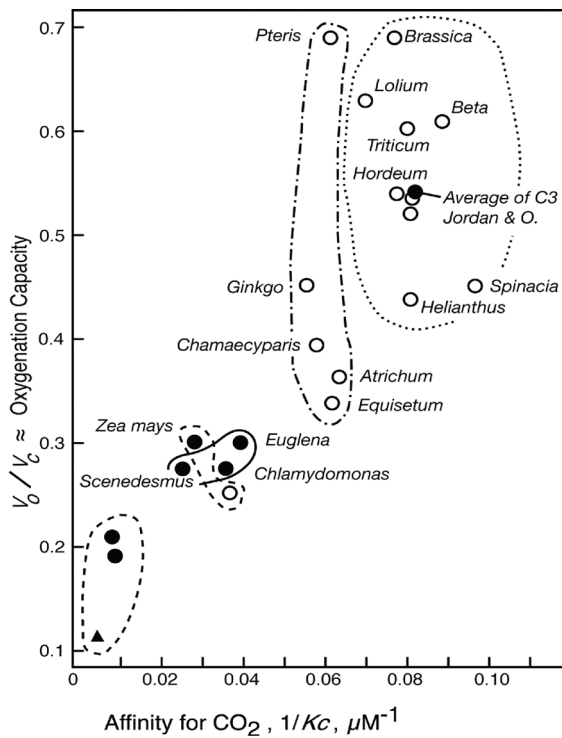 0.7
0.6
0.5
0.4
0.3
0.2
0.1
Vo / Vc ≈ Oxygenation Capacity
Pteris
Brassica
Lolium
Beta
Triticum
Hordeum
Average of C3
Jordan & O.
Ginkgo
Spinacia
Helianthus
Chamaecyparis
Atrichum
Equisetum
Zea mays
Euglena
Scenedesmus
Chlamydomonas
0 0.02 0.04 0.06 0.08 0.10
Affinity for CO2 , 1/Kc, μM-1